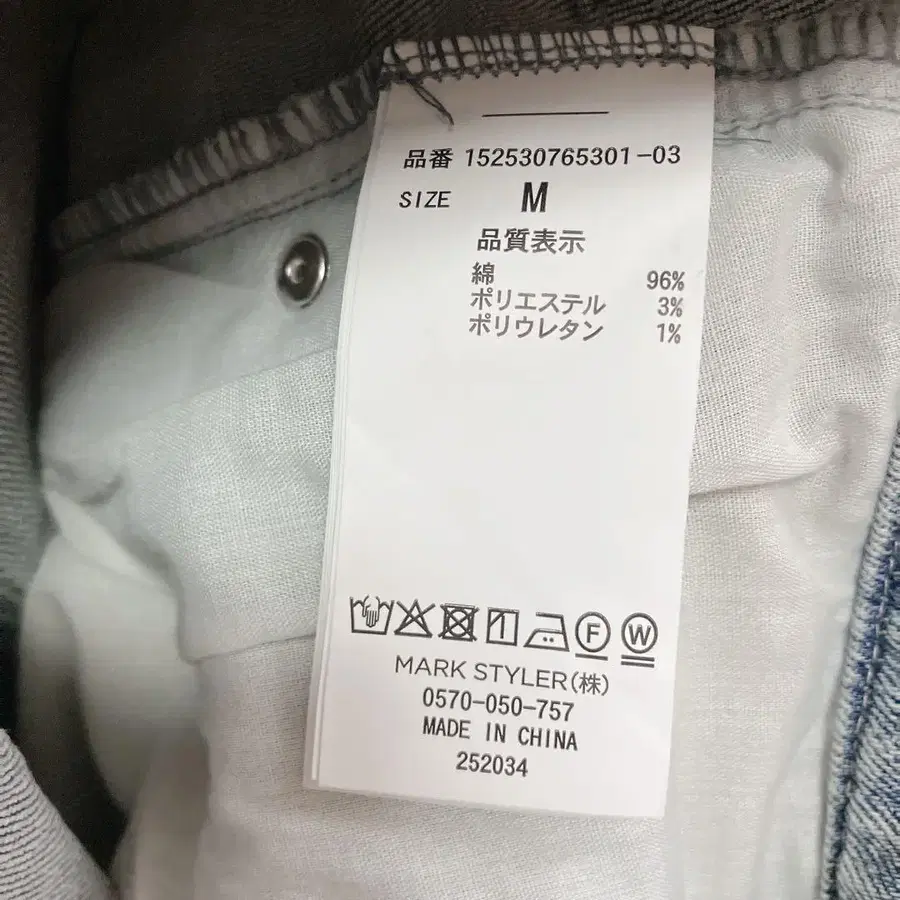 品番 152530765301-03
SIZE M
品質表示
綿 96%
ポリエステル 3%
ポリウレタン 1%
F W
MARK STYLER(株)
0570-050-757
MADE IN CHINA
252034